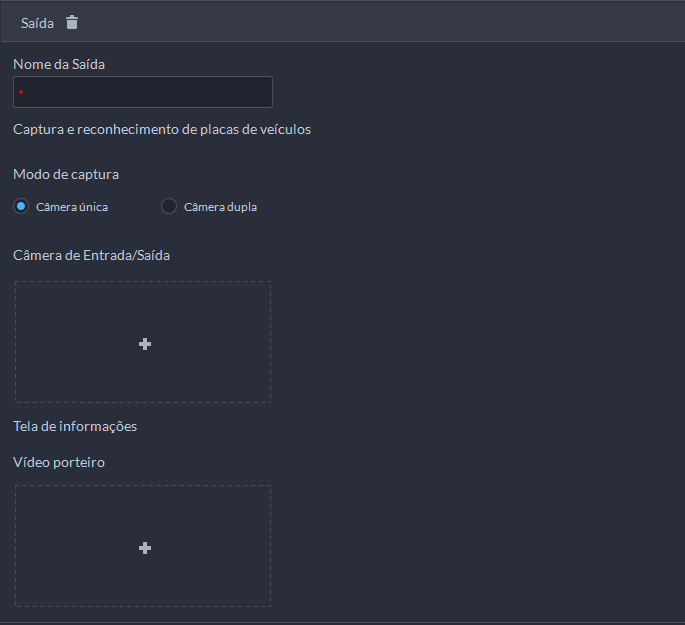 Saída
Nome da Saída
Captura e reconhecimento de placas de veículos
Modo de captura
Câmera única Câmera dupla
Câmera de Entrada/Saída
Tela de informações
Vídeo porteiro